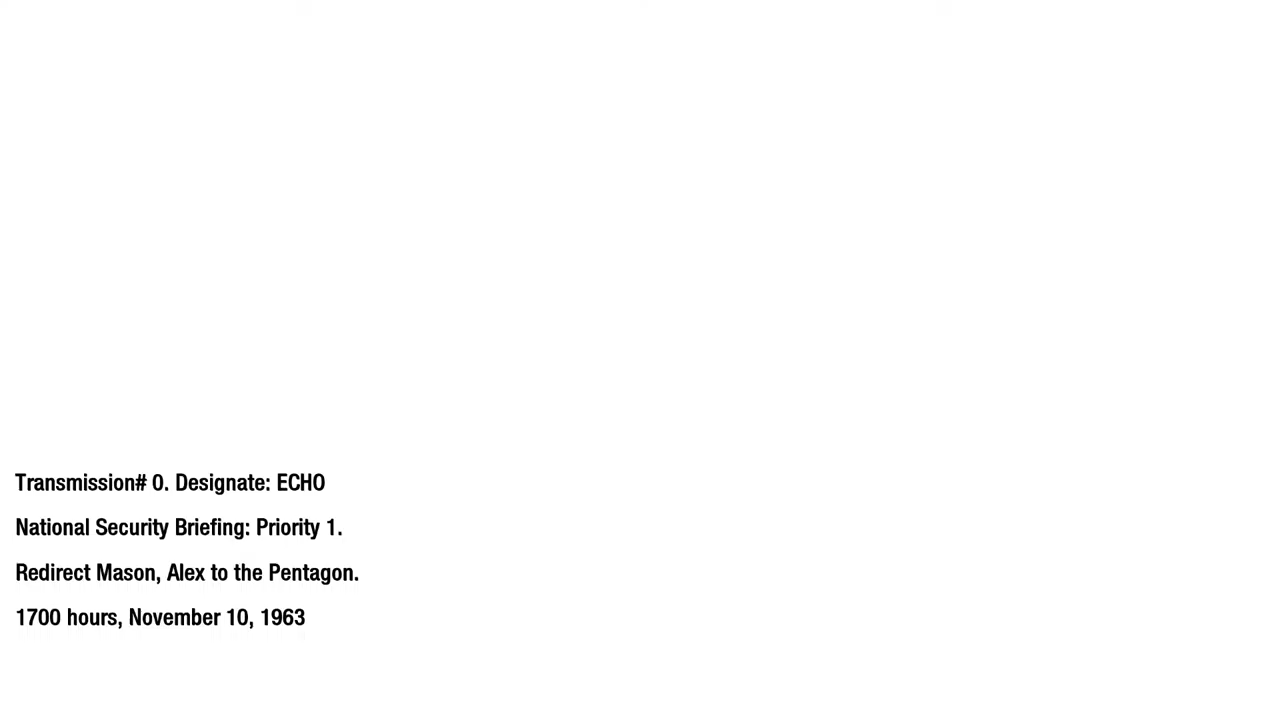 Transmission# 0. Designate: ECHO
National Security Briefing: Priority 1.
Redirect Mason, Alex to the Pentagon.
1700 hours, November 10, 1963